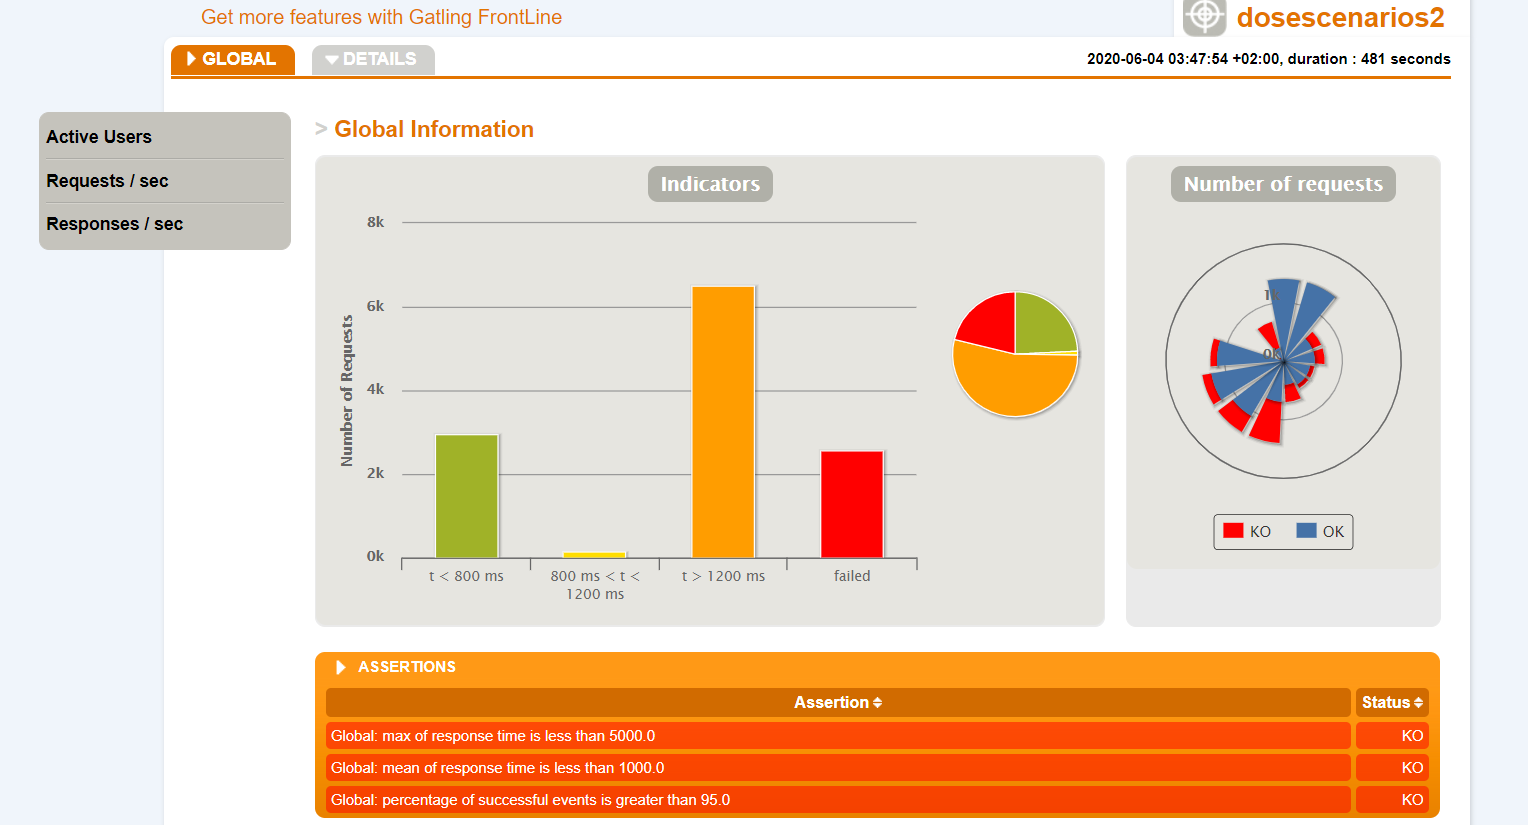 Get more features with Gatling FrontLine
dosescenarios2
GLOBAL
DETAILS
2020-06-04 03:47:54 +02:00, duration : 481 seconds
Active Users
Requests / sec
Responses / sec
> Global Information
Indicators
Number of Requests
8k
6k
4k
2k
0k
t < 800 ms
800 ms < t <
1200 ms
t > 1200 ms
failed
Number of requests
0k
KO
OK
ASSERTIONS
Assertion
Status
Global: max of response time is less than 5000.0
KO
Global: mean of response time is less than 1000.0
KO
Global: percentage of successful events is greater than 95.0
KO